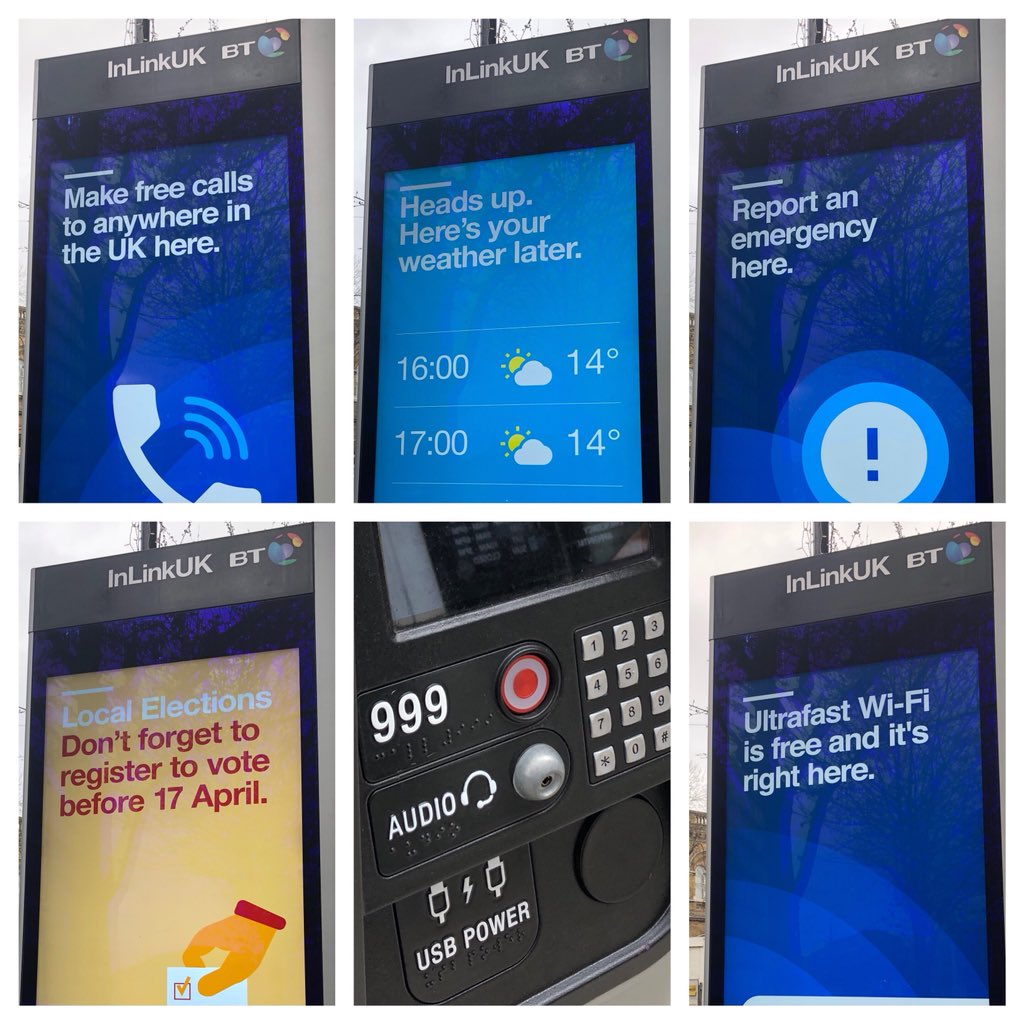 InLinkUK BT
Make free calls
to anywhere in
the UK here.
InLinkUK BT
Heads up.
Here's your
weather later.
16:00 14°
17:00 14°
InLinkUK BT
Report an
emergency
here.
!
InLinkUK BT
Local Elections
Don't forget to
register to vote
before 17 April.
999
AUDIO
USB POWER
1 2 3
4 5 6
7 8 9
* 0 #
InLinkUK BT
Ultrafast Wi-Fi
is free and it's
right here.